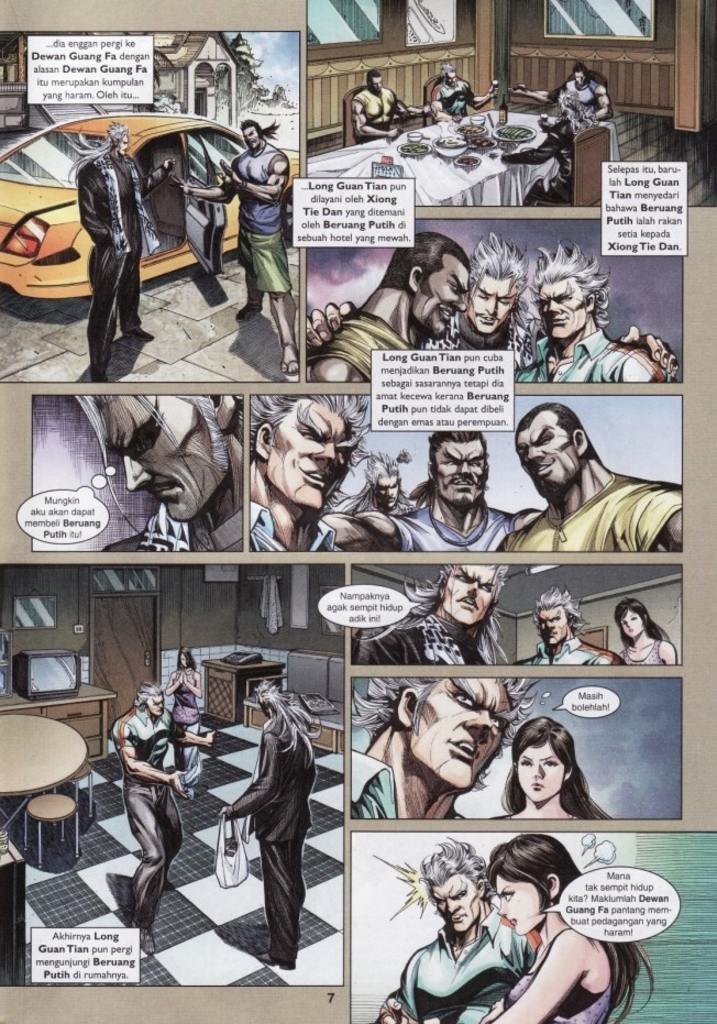 ...dia enggan pergi ke
Dewan Guang Fa dengan
alasan Dewan Guang Fa
itu merupakan kumpulan
yang haram. Oleh itu...
...Long Guan Tian pun
dilayani oleh Xiong
Tie Dan yang ditemani
oleh Beruang Putih di
sebuah hotel yang mewah.
Selepas itu, baru-
lah Long Guan
Tian menyedari
bahawa Beruang
Putih ialah rakan
setia kepada
Xiong Tie Dan.
Long Guan Tian pun cuba
menjadikan Beruang Putih
sebagai sasarannya tetapi dia
amat kecewa kerana Beruang
Putih pun tidak dapat dibeli
dengan emas atau perempuan.
Mungkin
aku akan dapat
membeli Beruang
Putih itu!
Akhirnya Long
Guan Tian pun pergi
mengunjungi Beruang
Putih di rumahnya.
Nampaknya
agak sempit hidup
adik ini!
Masih
bolehlah!
Mana
tak sempit hidup
kita? Maklumlah Dewan
Guang Fa pantang mem-
buat pedagangan yang
haram!
7